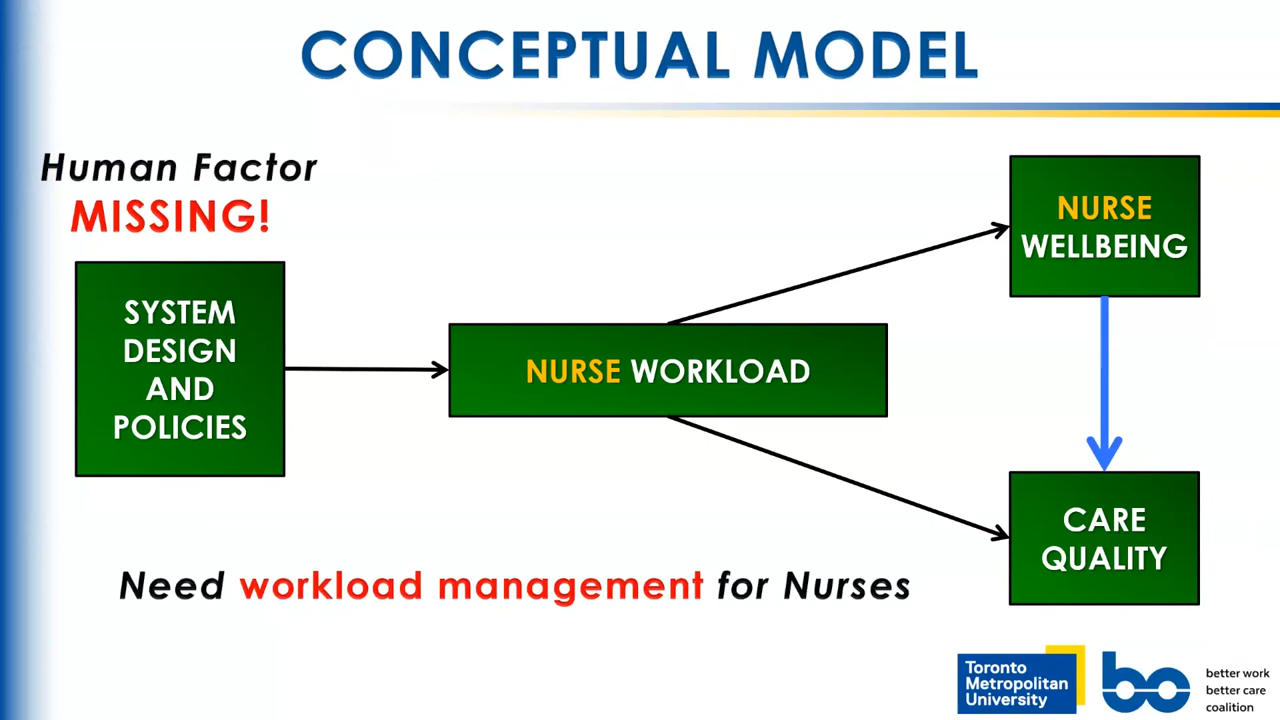 CONCEPTUAL MODEL
Human Factor
MISSING!
SYSTEM
DESIGN
AND
POLICIES
NURSE WORKLOAD
NURSE
WELLBEING
CARE
QUALITY
Need workload management for Nurses
Toronto
Metropolitan
University
better work
better care
coalition